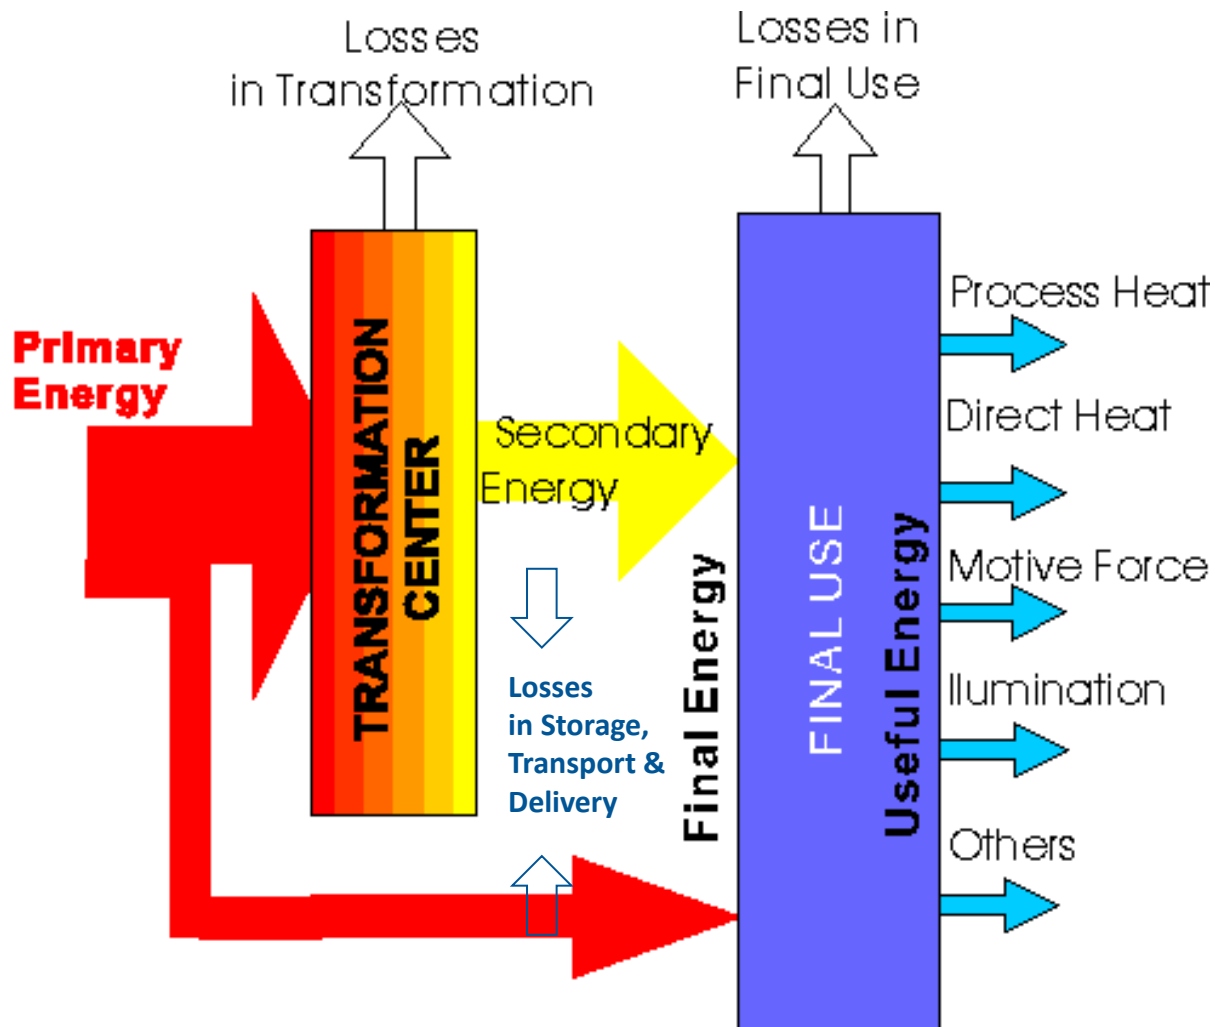 Losses
in Transformation
Losses in
Final Use
Primary
Energy
TRANSFORMATION
CENTER
Secondary
Energy
Losses
in Storage,
Transport &
Delivery
Final Energy
FINAL USE
Useful Energy
Process Heat
Direct Heat
Motive Force
Ilumination
Others